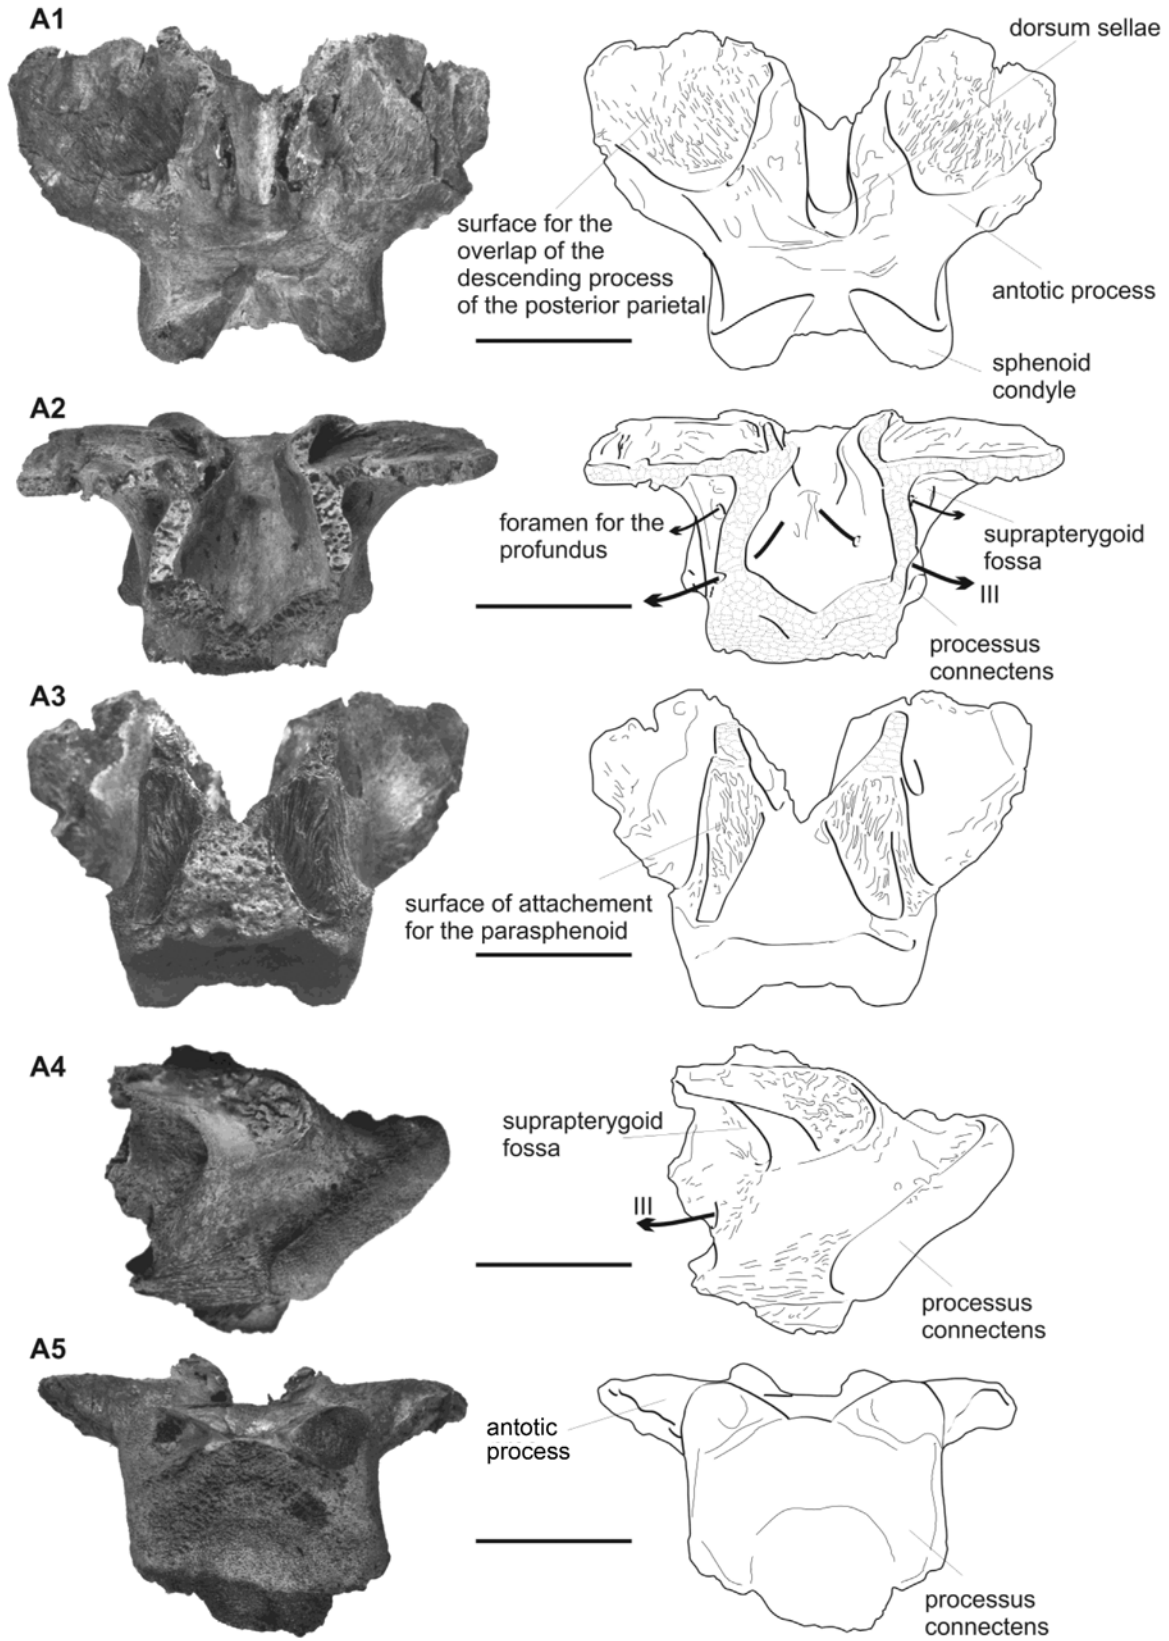 A1
dorsum sellae
surface for the
overlap of the
descending process
of the posterior parietal
antotic process
sphenoid
condyle
A2
foramen for the
profundus
suprapterygoid
fossa
III
processus
connectens
A3
surface of attachement
for the parasphenoid
A4
suprapterygoid
fossa
III
processus
connectens
A5
antotic
process
processus
connectens